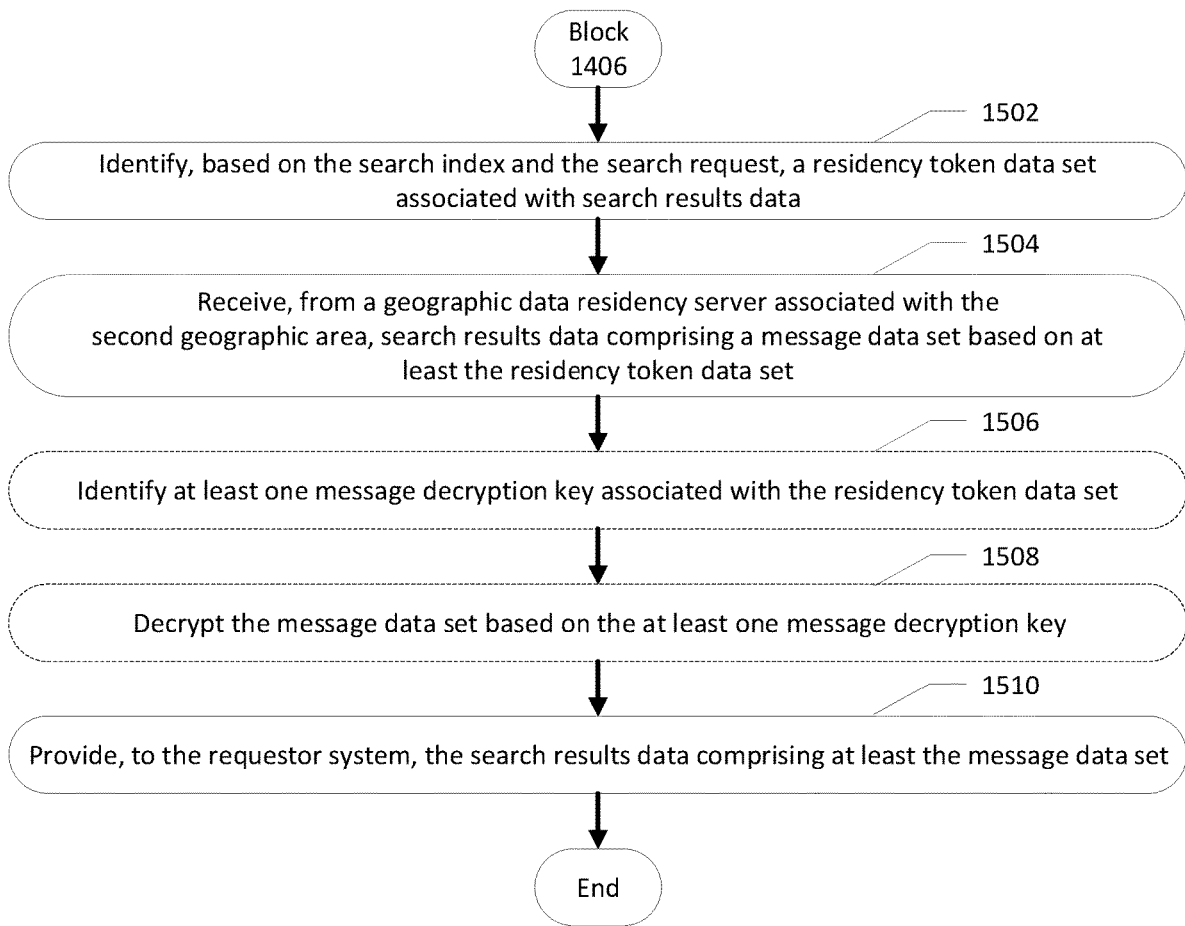 Block
1406
1502
Identify, based on the search index and the search request, a residency token data set
associated with search results data
1504
Receive, from a geographic data residency server associated with the
second geographic area, search results data comprising a message data set based on at
least the residency token data set
1506
Identify at least one message decryption key associated with the residency token data set
1508
Decrypt the message data set based on the at least one message decryption key
1510
Provide, to the requestor system, the search results data comprising at least the message data set
End